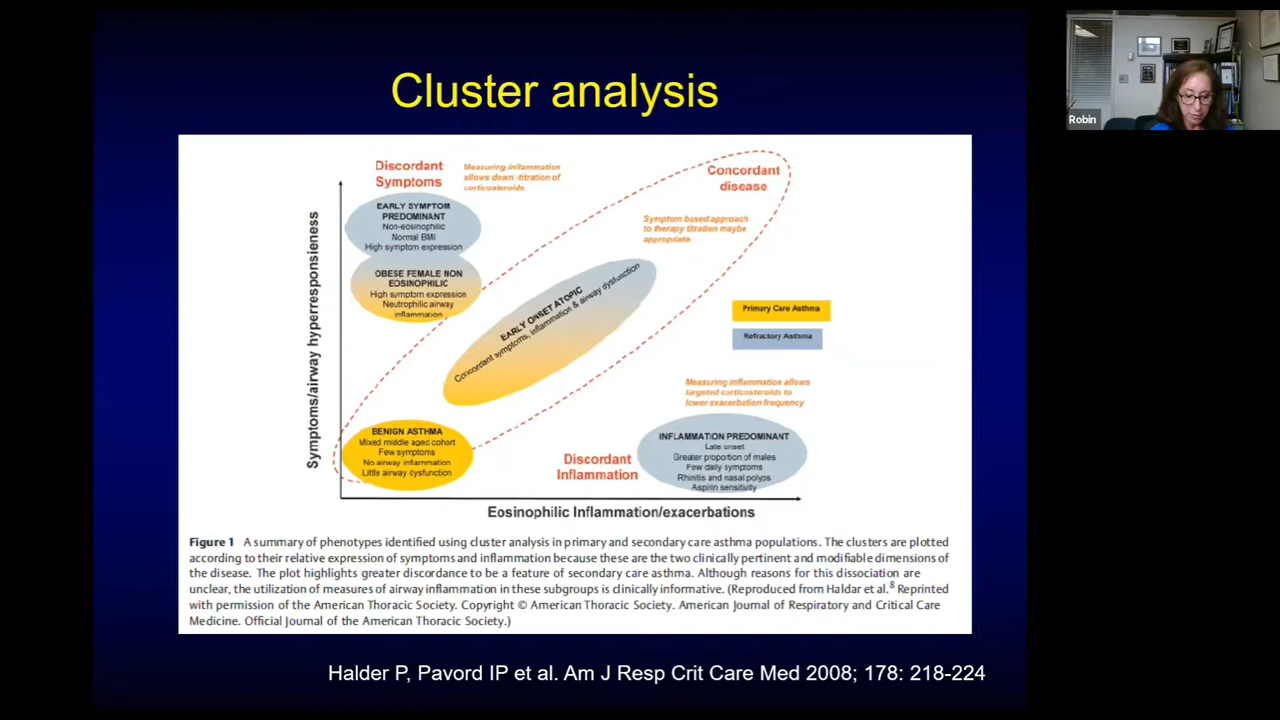 Cluster analysis
Robin
Discordant
Symptoms
Measuring inflammation
allows down -titration of
corticosteroids
Concordant
disease
Symptom based approach
to therapy titration maybe
appropriate
EARLY SYMPTOM
PREDOMINANT
Non-eosinophilic
Normal BMI
High symptom expression
OBESE FEMALE NON
EOSINOPHILIC
High symptom expression
Neutrophilic airway
inflammation
EARLY ONSET ATOPIC
Concordant symptoms, inflammation & airway dysfunction
Primary Care Asthma
Refractory Asthma
Measuring inflammation allows
targeted corticosteroids to
lower exacerbation frequency
BENIGN ASTHMA
Mixed middle aged cohort
Few symptoms
No airway inflammation
Little airway dysfunction
Discordant
Inflammation
INFLAMMATION PREDOMINANT
Late onset
Greater proportion of males
Few daily symptoms
Rhinitis and nasal polyps
Aspirin sensitivity
Symptoms/airway hyperresponsieness
Eosinophilic Inflammation/exacerbations
Figure 1 A summary of phenotypes identified using cluster analysis in primary and secondary care asthma populations. The clusters are plotted
according to their relative expression of symptoms and inflammation because these are the two clinically pertinent and modifiable dimensions of
the disease. The plot highlights greater discordance to be a feature of secondary care asthma. Although reasons for this dissociation are
unclear, the utilization of measures of airway inflammation in these subgroups is clinically informative. (Reproduced from Haldar et al.8 Reprinted
with permission of the American Thoracic Society. Copyright © American Thoracic Society. American Journal of Respiratory and Critical Care
Medicine. Official Journal of the American Thoracic Society.)
Halder P, Pavord IP et al. Am J Resp Crit Care Med 2008; 178: 218-224